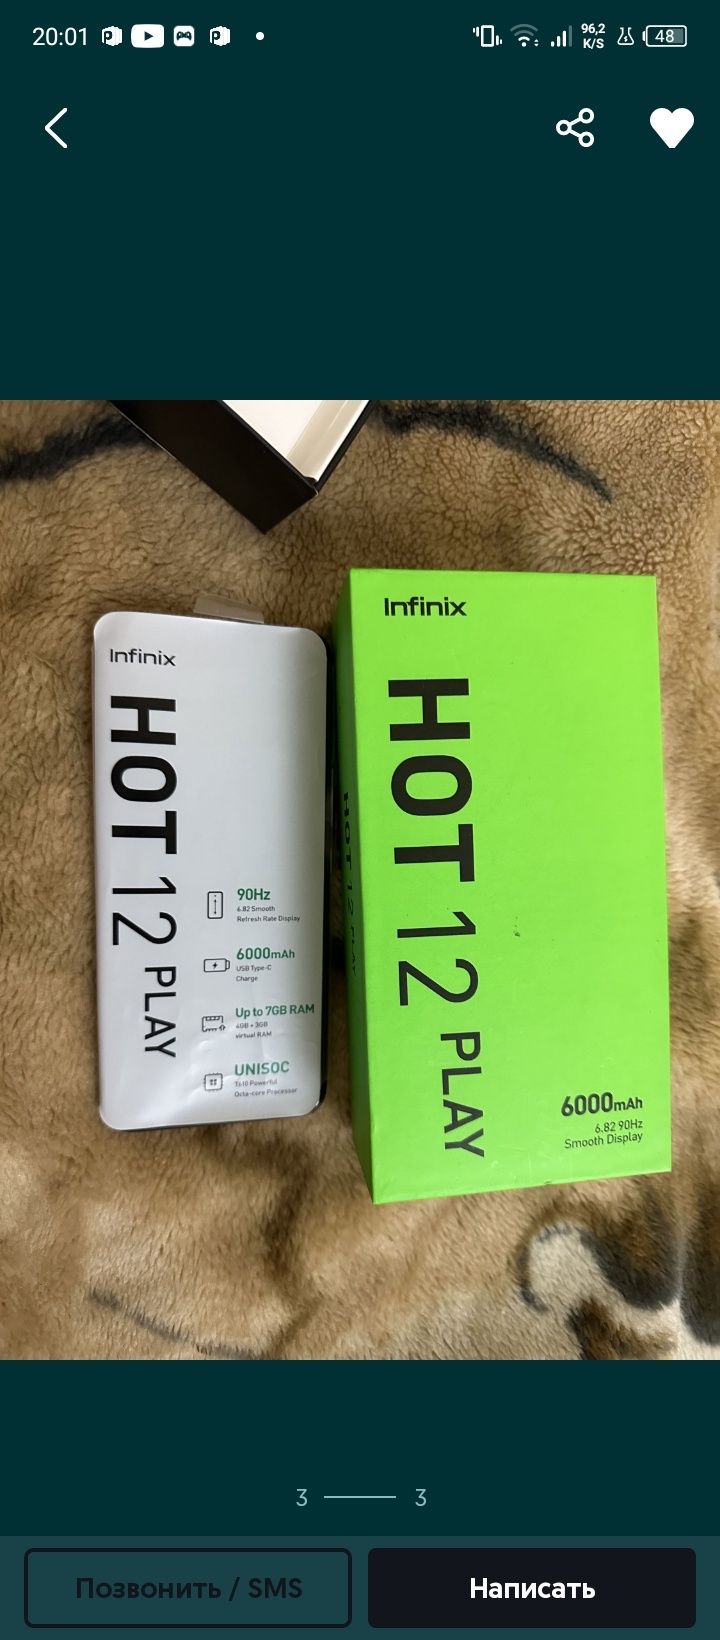 20:01
96,2
K/S
48
Infinix
HOT 12 PLAY
90Hz
6.82 Smooth
Refresh Rate Display
6000mAh
USB Type-C
Charge
Up to 7GB RAM
4GB + 3GB
virtual RAM
UNISOC
T610 Powerful
Octa-core Processor
Infinix
HOT 12 PLAY
6000mAh
6.82 90Hz
Smooth Display
HOT 12 PLAY
3 3
Позвонить / SMS
Написать